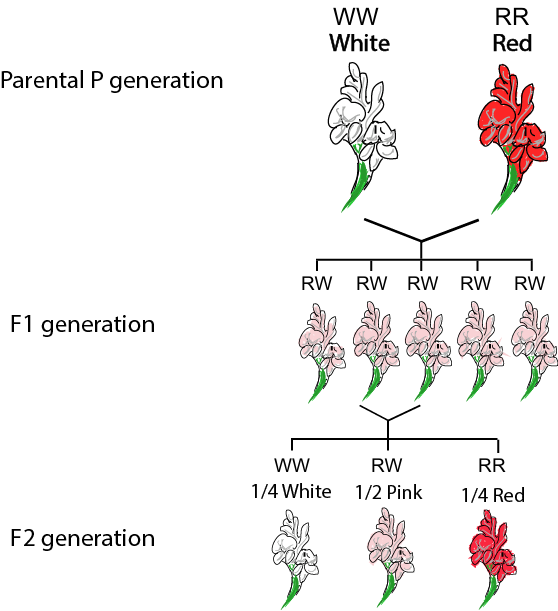 WW RR
White Red
Parental P generation
RW RW RW RW RW
F1 generation
WW RW RR
1/4 White 1/2 Pink 1/4 Red
F2 generation